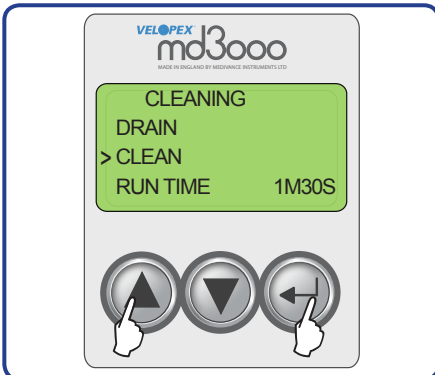 VELOPEX
md3000
MADE IN ENGLAND BY MEDIVANCE INSTRUMENTS LTD
CLEANING
DRAIN
> CLEAN
RUN TIME 1M30S